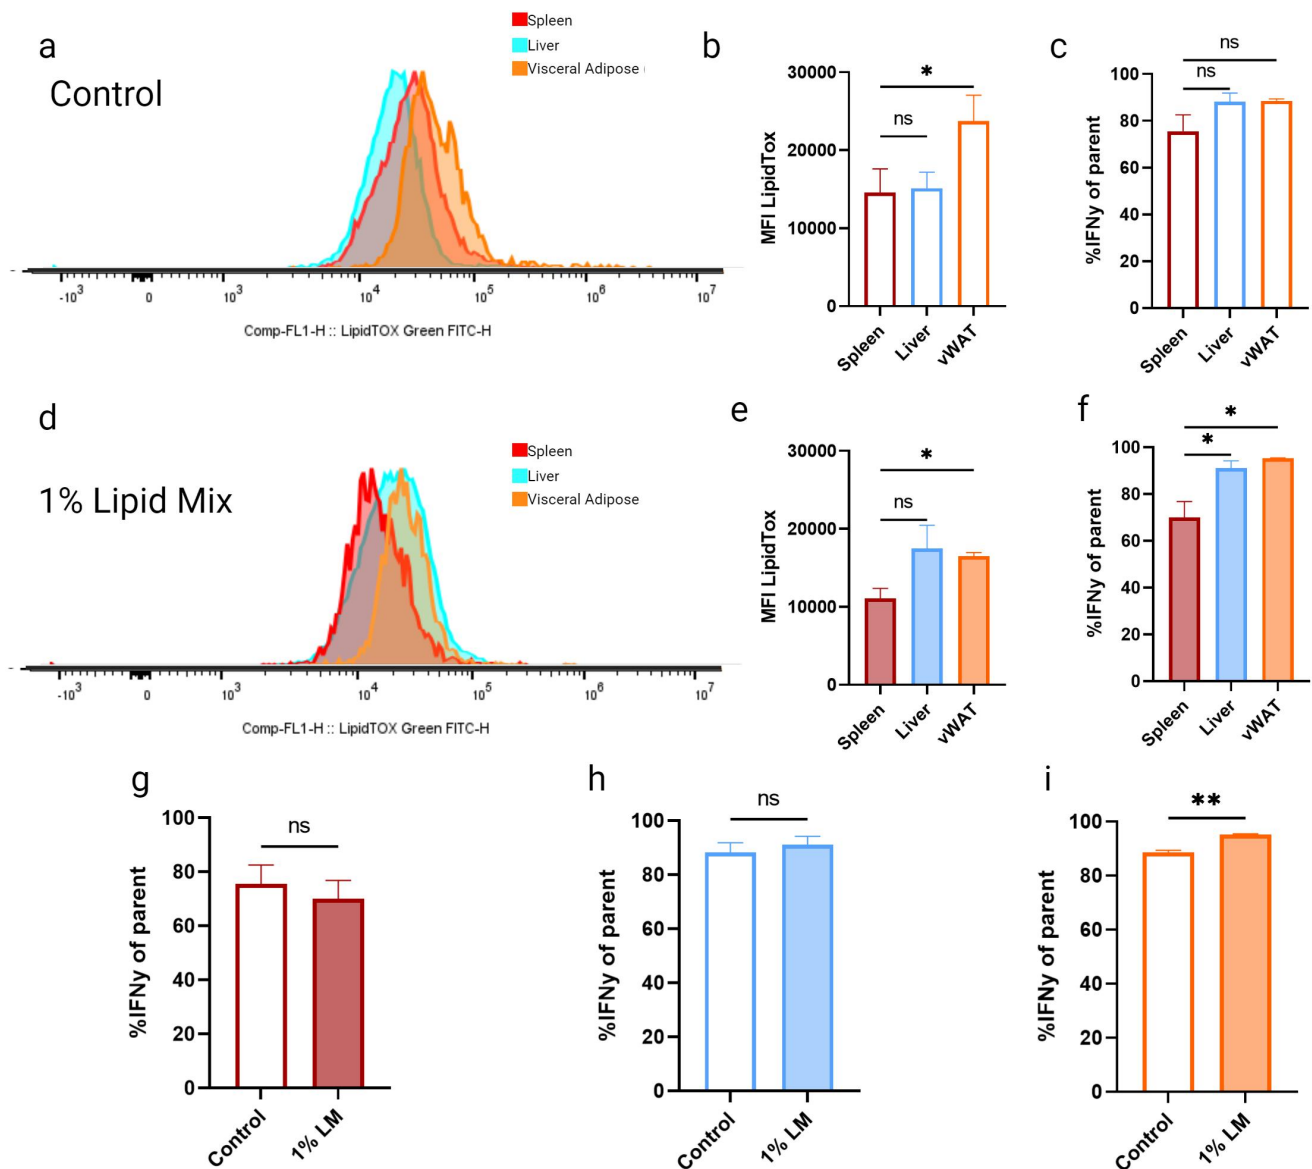 a
Control
Spleen
Liver
Visceral Adipose
-10³ 0 10³ 10⁴ 10⁵ 10⁶ 10⁷
Comp-FL1-H :: LipidTOX Green FITC-H
b
MFI LipidTox
30000
20000
10000
0
*
ns
Spleen
Liver
vWAT
c
%IFNy of parent
100
80
60
40
20
0
ns
ns
Spleen
Liver
vWAT
d
1% Lipid Mix
Spleen
Liver
Visceral Adipose
-10³ 0 10³ 10⁴ 10⁵ 10⁶ 10⁷
Comp-FL1-H :: LipidTOX Green FITC-H
e
MFI LipidTox
30000
20000
10000
0
*
ns
Spleen
Liver
vWAT
f
%IFNy of parent
100
80
60
40
20
0
*
*
Spleen
Liver
vWAT
g
%IFNy of parent
100
80
60
40
20
0
ns
Control
1% LM
h
%IFNy of parent
100
80
60
40
20
0
ns
Control
1% LM
i
%IFNy of parent
100
80
60
40
20
0
**
Control
1% LM